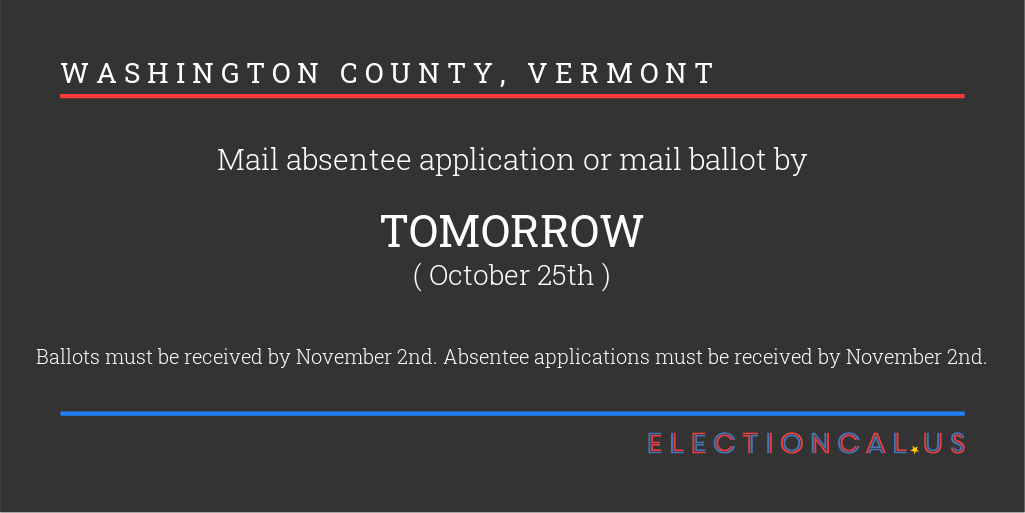 WASHINGTON COUNTY, VERMONT
Mail absentee application or mail ballot by
TOMORROW
( October 25th )
Ballots must be received by November 2nd. Absentee applications must be received by November 2nd.
ELECTIONCAL.US